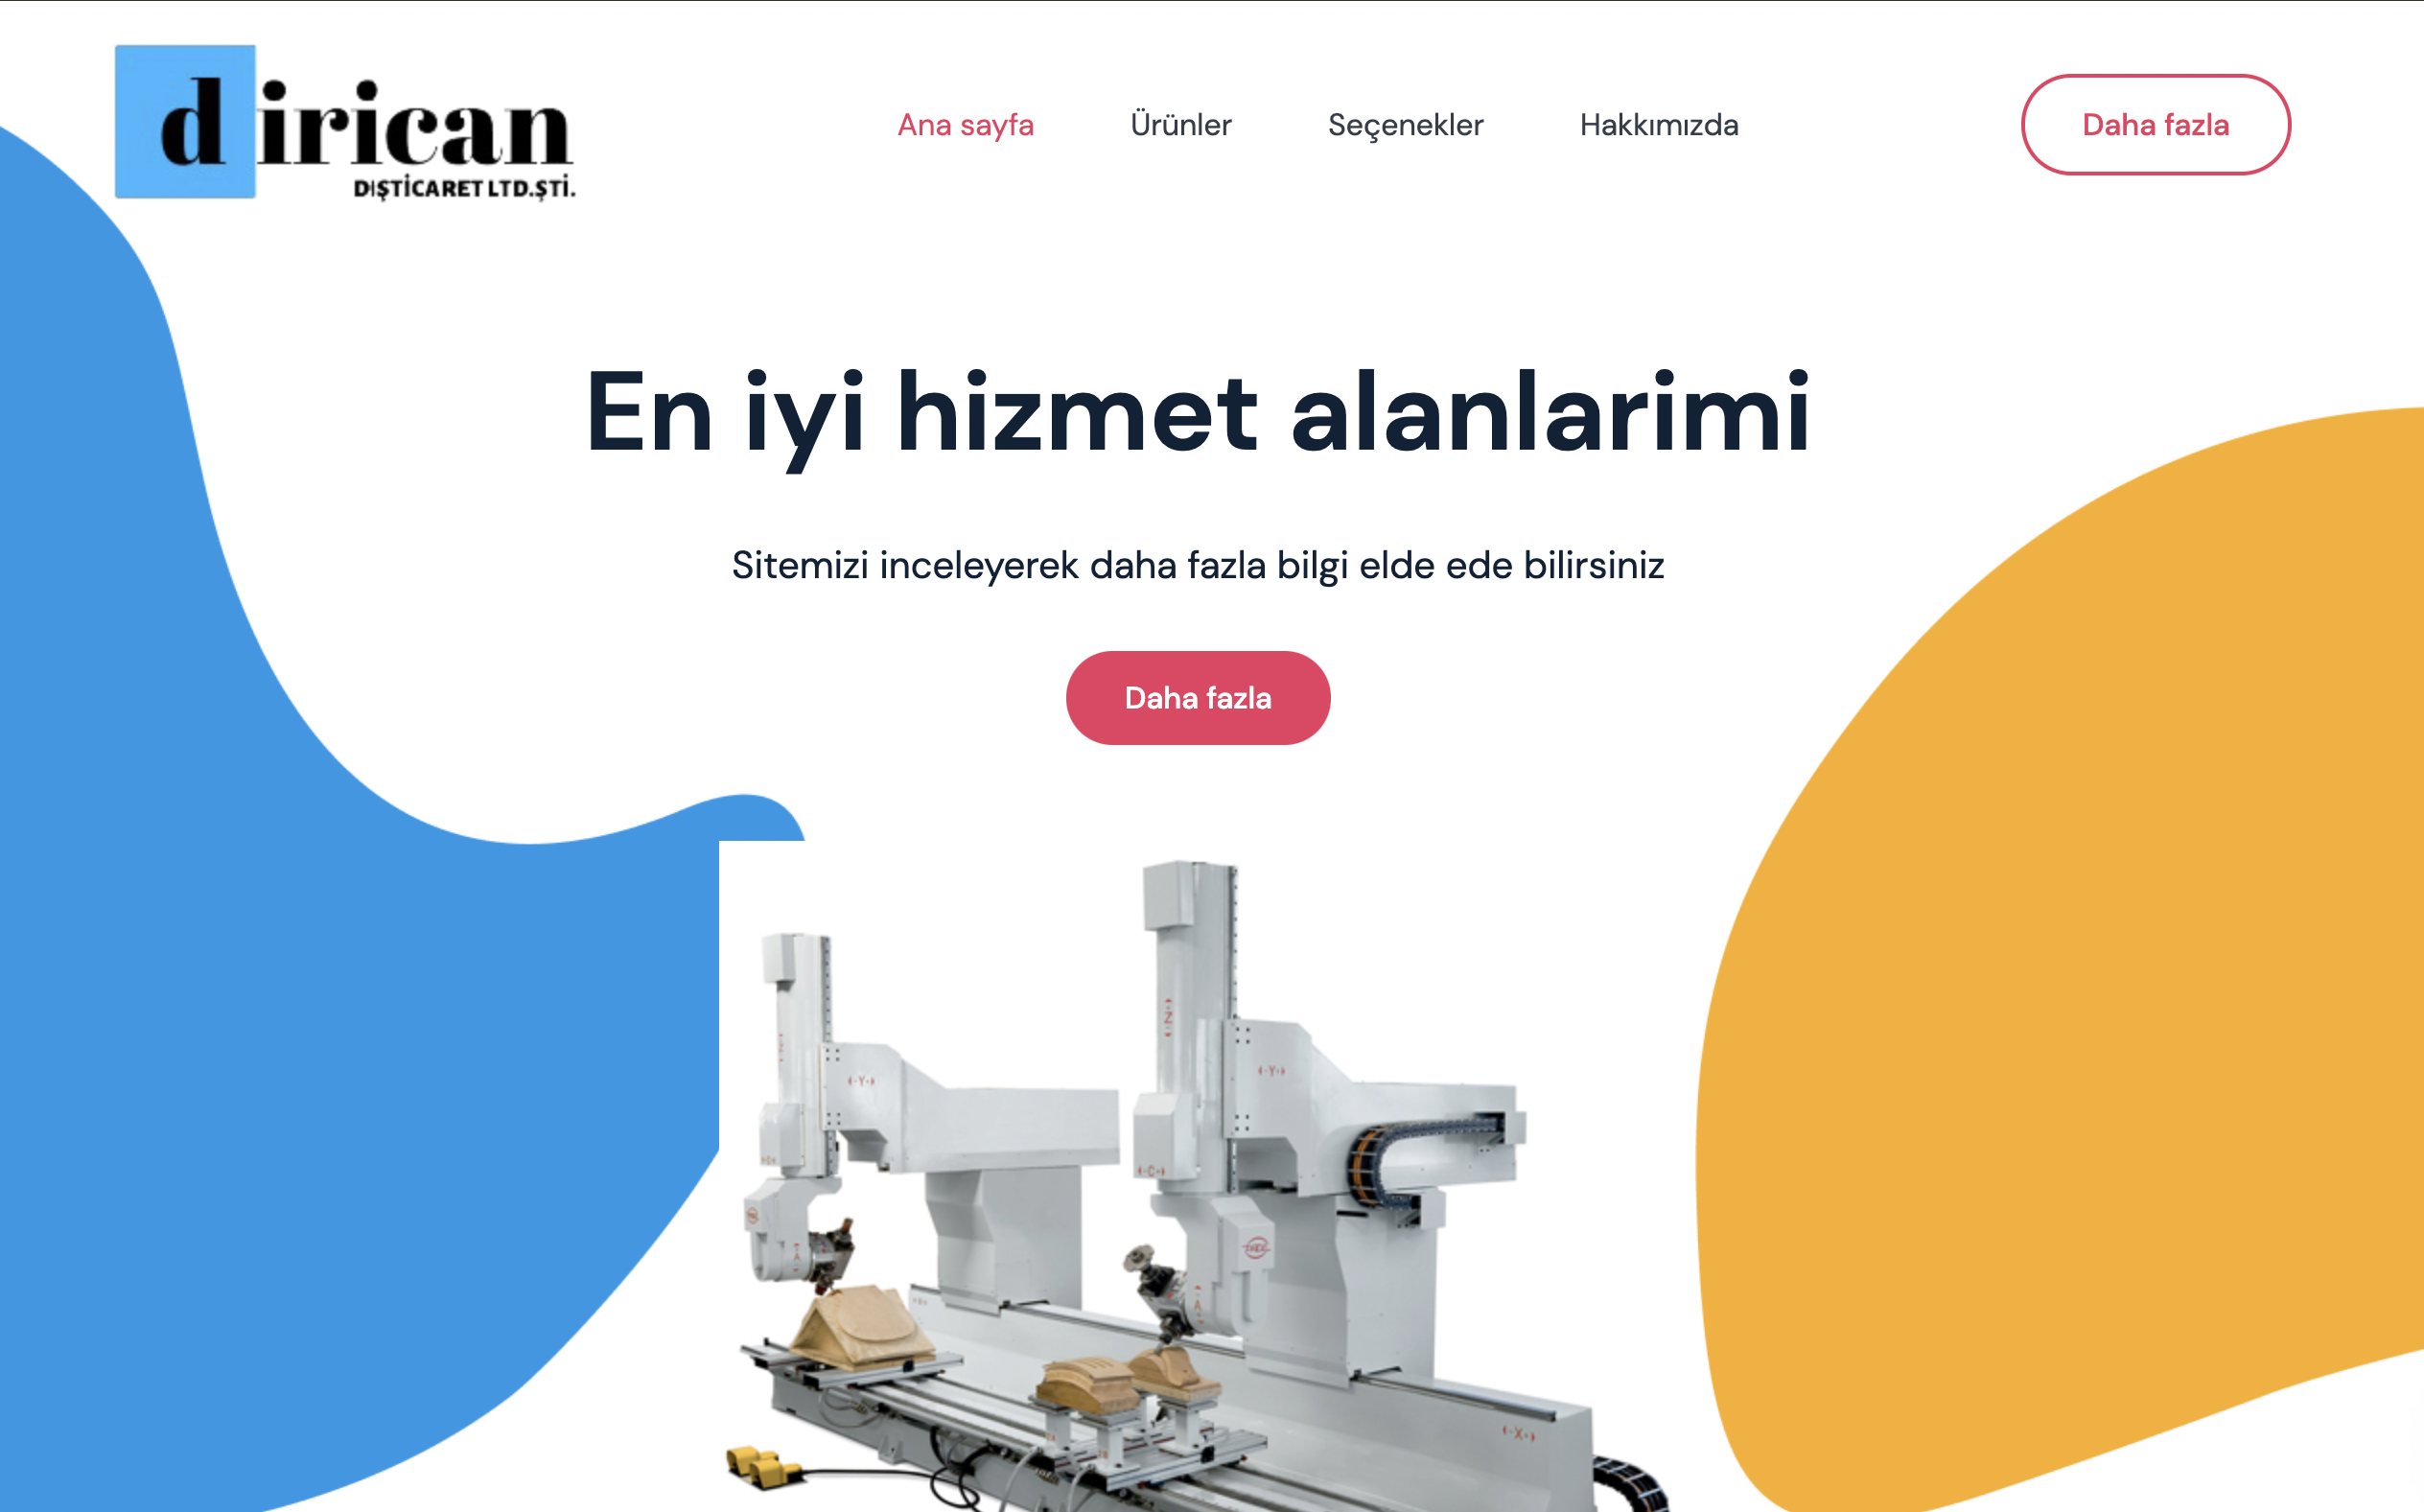 dirican
DIŞTİCARET LTD.ŞTİ.
Ana sayfa
Ürünler
Seçenekler
Hakkımızda
Daha fazla
En iyi hizmet alanlarimi
Sitemizi inceleyerek daha fazla bilgi elde ede bilirsiniz
Daha fazla
-Z-
-Y-
-Y-
-C-
-A-
-A-
-X-